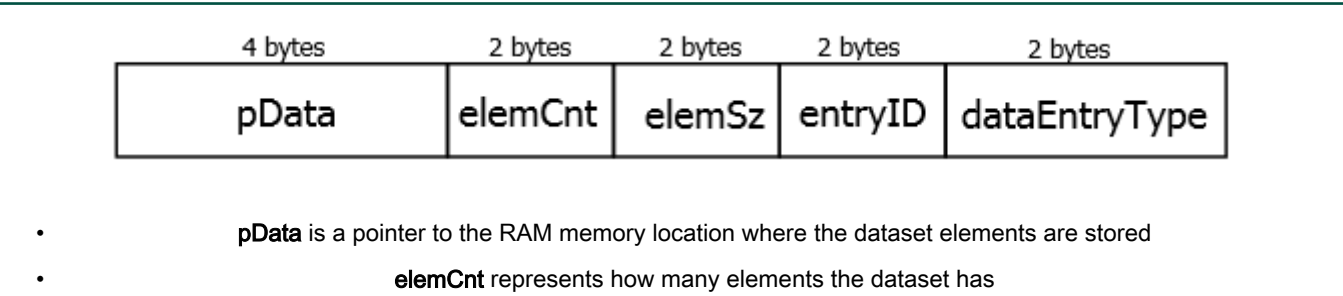 4 bytes 2 bytes 2 bytes 2 bytes 2 bytes
pData elemCnt elemSz entryID dataEntryType
• pData is a pointer to the RAM memory location where the dataset elements are stored
• elemCnt represents how many elements the dataset has